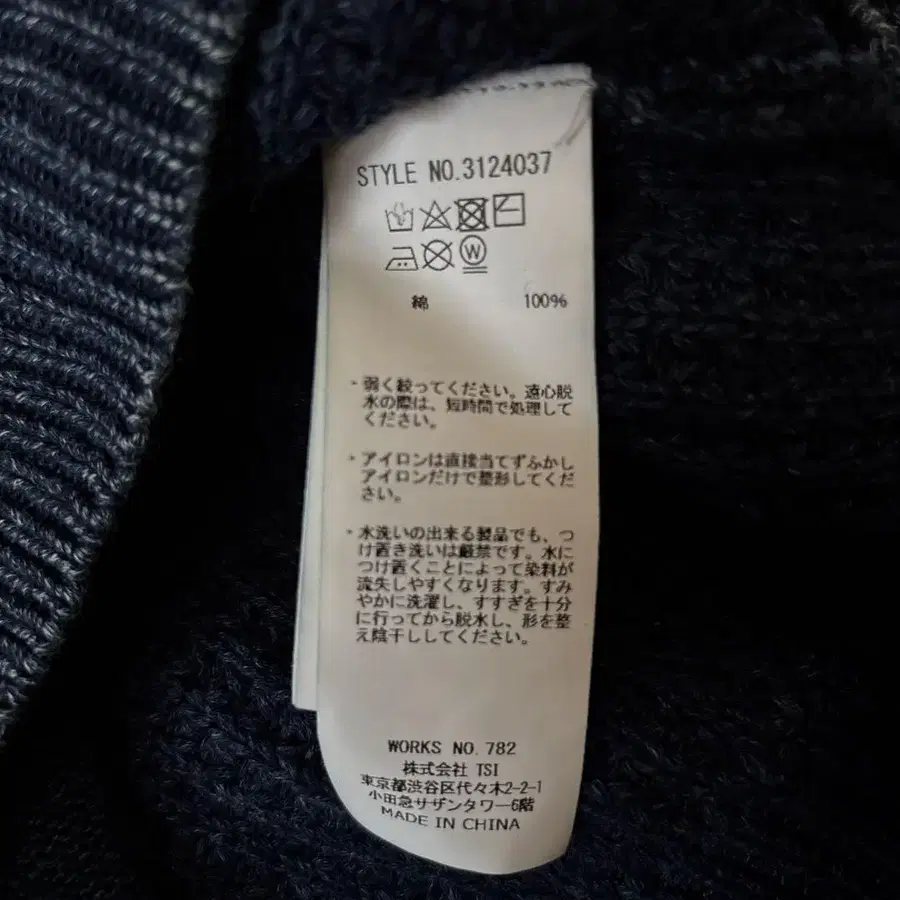 STYLE NO.3124037
W
綿 100%
・弱く絞ってください。遠心脱
水の際は、短時間で処理して
ください。
・アイロンは直接当てずふかし
アイロンだけで整形してくだ
さい。
・水洗いの出来る製品でも、つ
け置き洗いは厳禁です。水に
つけ置くことによって染料が
流失しやすくなります。すみ
やかに洗濯し、すすぎを十分
に行ってから脱水し、形を整
え陰干ししてください。
WORKS NO.782
株式会社 TSI
東京都渋谷区代々木2-2-1
小田急サザンタワー6階
MADE IN CHINA